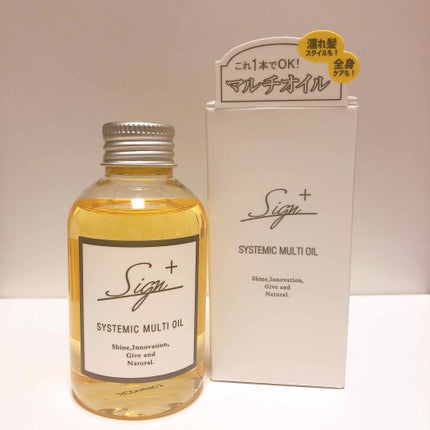 濡れ髪
スタイルも!
全身
ケアも!
これ1本でOK!
マルチオイル
Sign+
SYSTEMIC MULTI OIL
Shine,Innovation,
Give and
Natural.
Sign+
SYSTEMIC MULTI OIL
Shine,Innovation,
Give and
Natural.